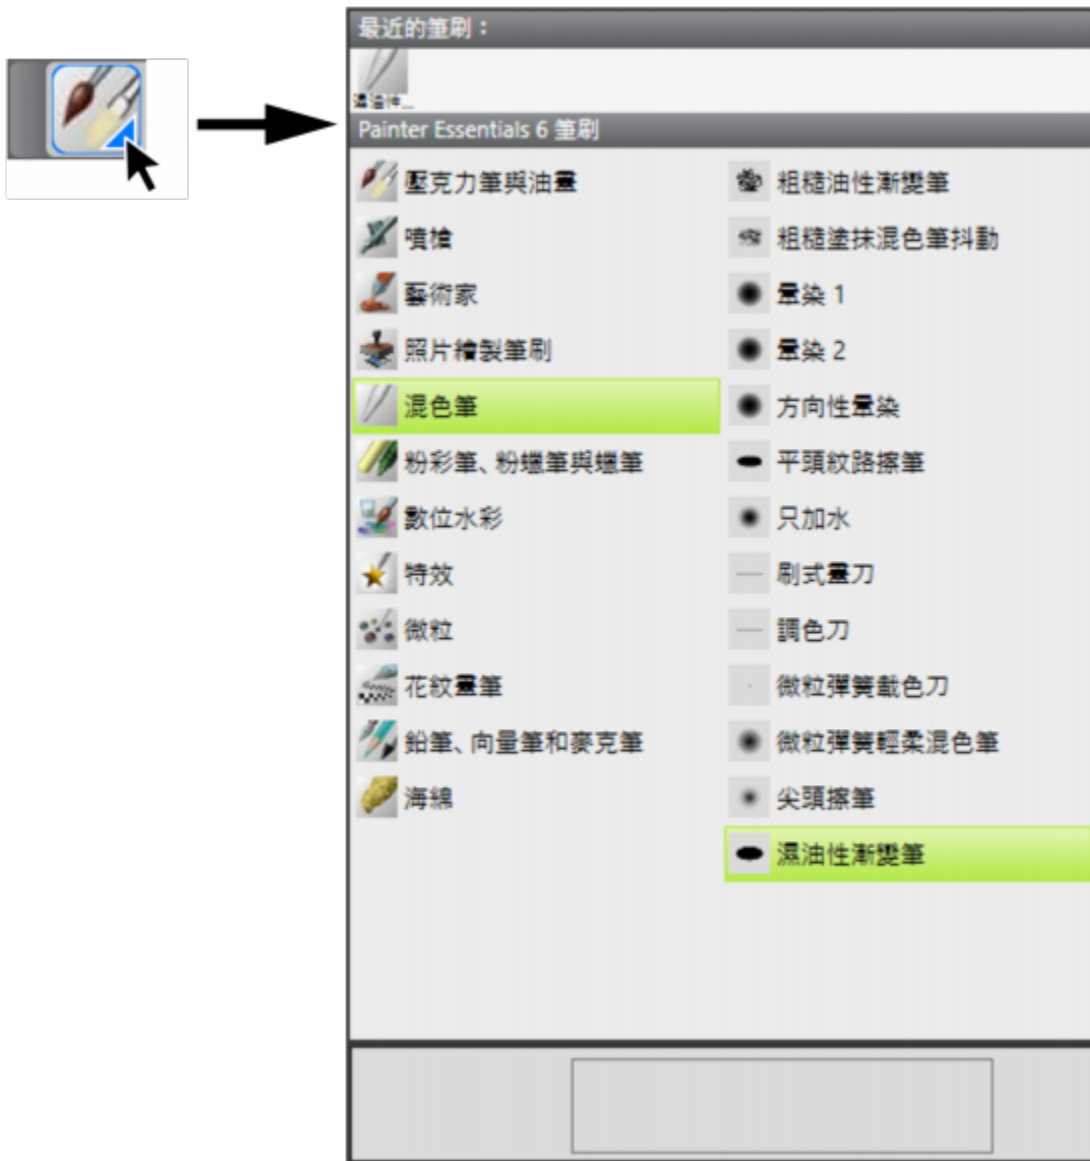 最近的筆刷：
濕油性...
Painter Essentials 6 筆刷
壓克力筆與油畫
噴槍
藝術家
照片繪製筆刷
混色筆
粉彩筆、粉蠟筆與蠟筆
數位水彩
特效
微粒
花紋畫筆
鉛筆、向量筆和麥克筆
海綿
粗糙油性漸變筆
粗糙塗抹混色筆抖動
暈染 1
暈染 2
方向性暈染
平頭紋路擦筆
只加水
刷式畫刀
調色刀
微粒彈簧載色刀
微粒彈簧輕柔混色筆
尖頭擦筆
濕油性漸變筆